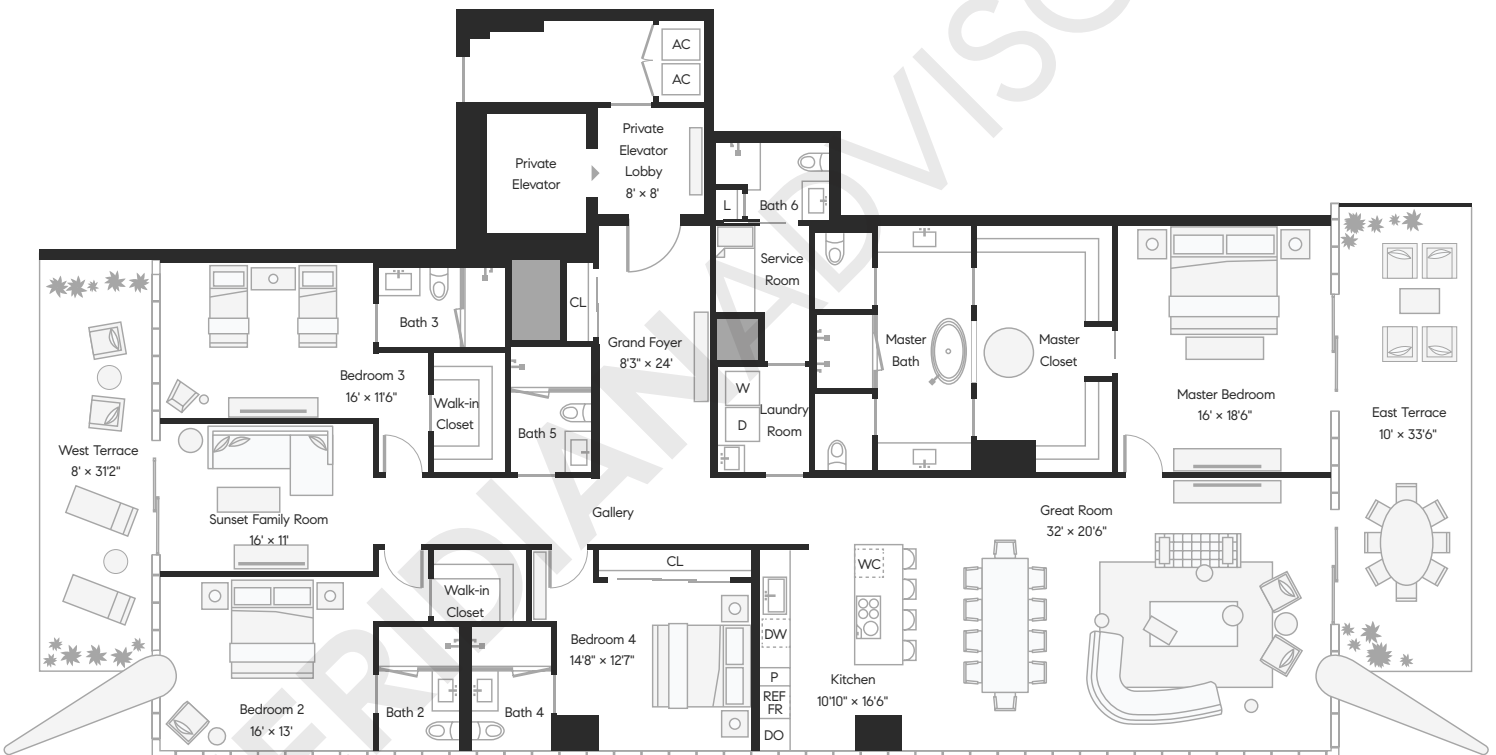 AC
AC
Private
Elevator
Lobby
8' × 8'
Private
Elevator
L
Bath 6
Service
Room
CL
Bath 3
Grand Foyer
8'3" × 24'
Master
Bath
Master
Closet
Bedroom 3
16' × 11'6"
Walk-in
Closet
W
D
Laundry
Room
Master Bedroom
16' × 18'6"
East Terrace
10' × 33'6"
Bath 5
West Terrace
8' × 31'2"
Sunset Family Room
16' × 11'
Gallery
Great Room
32' × 20'6"
CL
WC
Walk-in
Closet
DW
Bedroom 4
14'8" × 12'7"
P
REF
FR
DO
Kitchen
10'10" × 16'6"
Bedroom 2
16' × 13'
Bath 2
Bath 4
ERIDIANADVISO